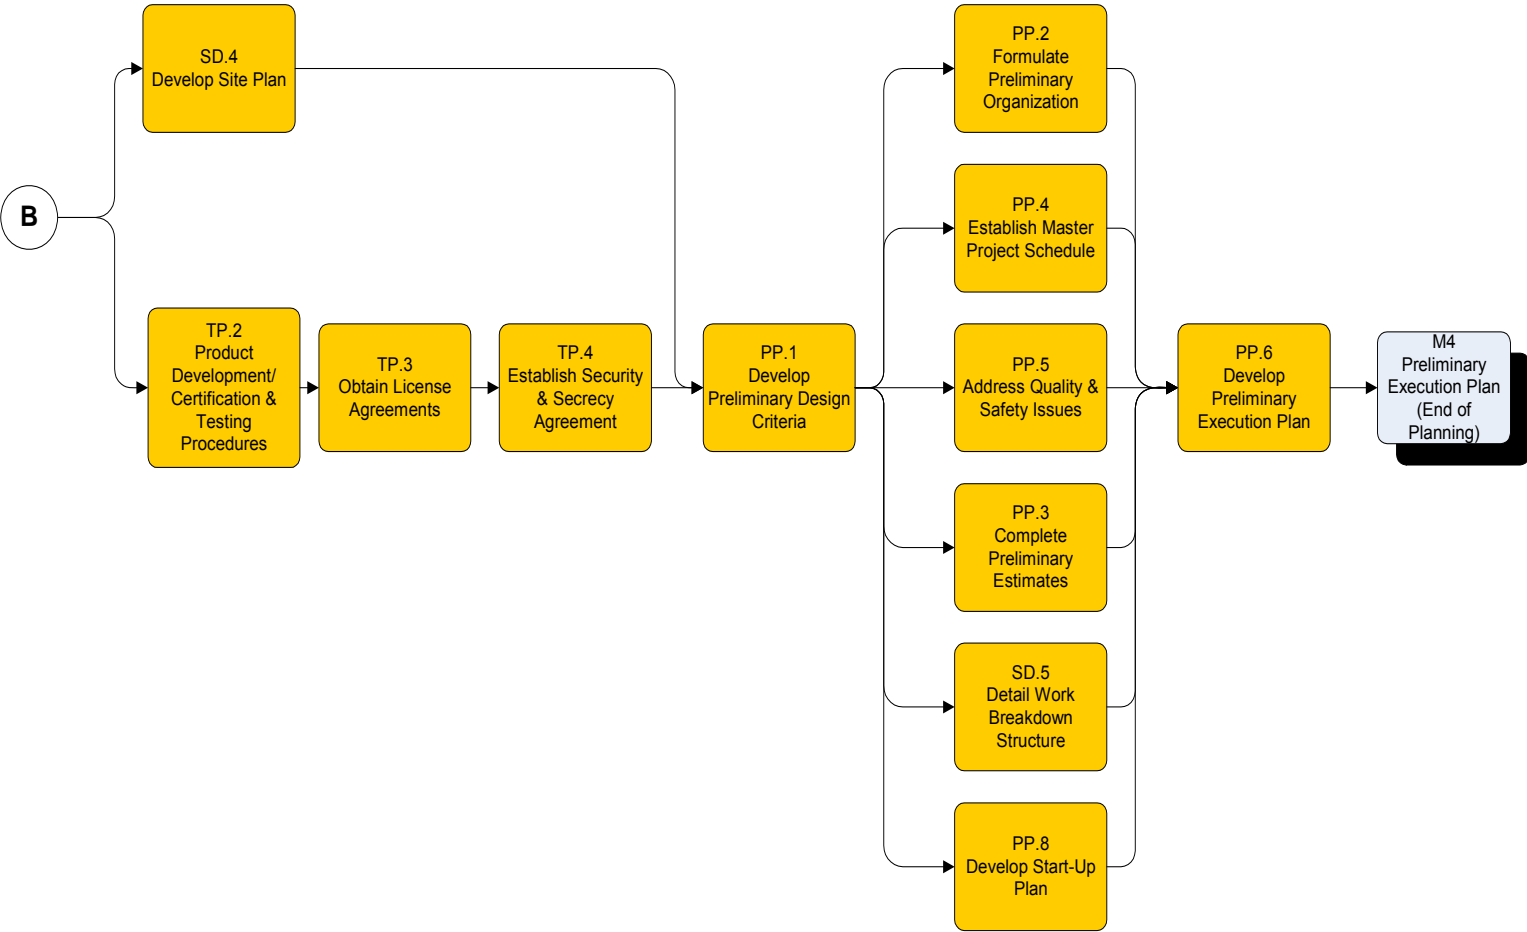 B
SD.4
Develop Site Plan
TP.2
Product
Development/
Certification &
Testing
Procedures
TP.3
Obtain License
Agreements
TP.4
Establish Security
& Secrecy
Agreement
PP.1
Develop
Preliminary Design
Criteria
PP.2
Formulate
Preliminary
Organization
PP.4
Establish Master
Project Schedule
PP.5
Address Quality &
Safety Issues
PP.3
Complete
Preliminary
Estimates
SD.5
Detail Work
Breakdown
Structure
PP.8
Develop Start-Up
Plan
PP.6
Develop
Preliminary
Execution Plan
M4
Preliminary
Execution Plan
(End of
Planning)